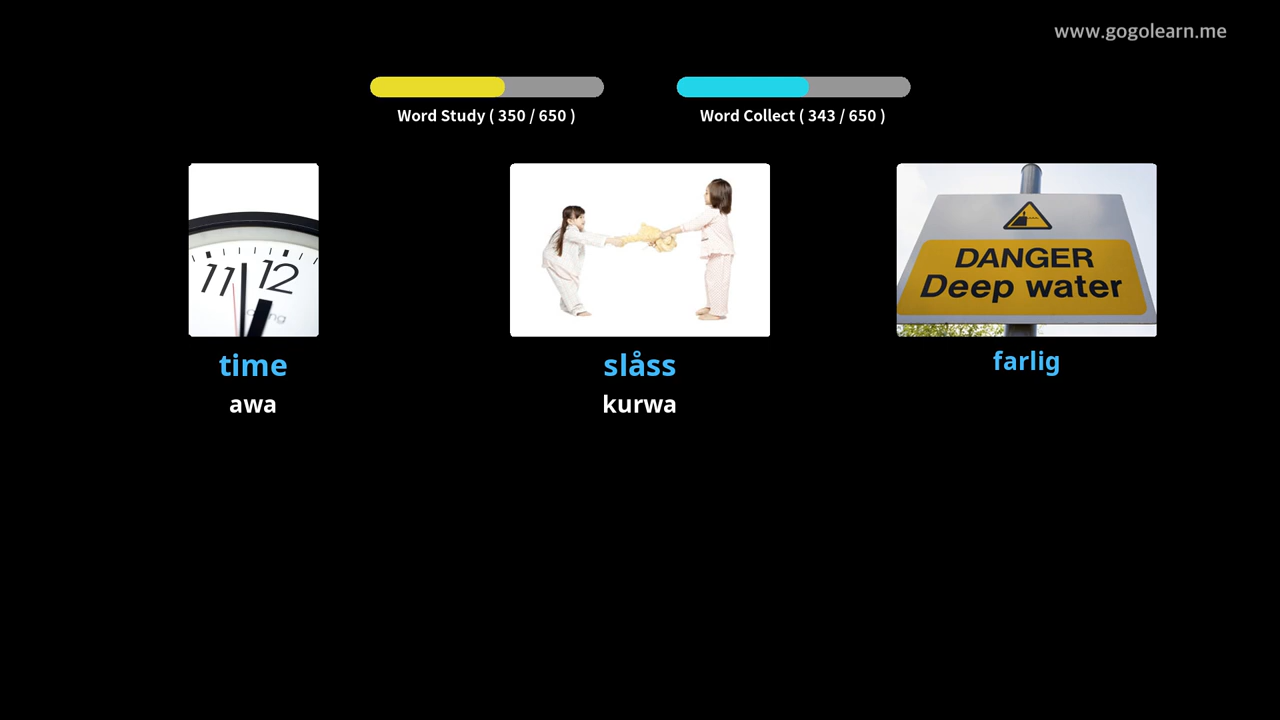 www.gogolearn.me
Word Study ( 350 / 650 )
Word Collect ( 343 / 650 )
11 12
DANGER
Deep water
time
slåss
farlig
awa
kurwa